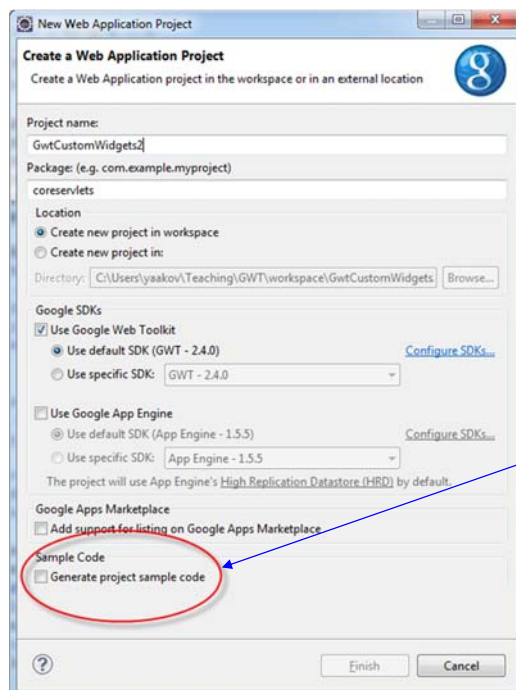 New Web Application Project
Create a Web Application Project
Create a Web Application project in the workspace or in an external location
g
Project name:
GwtCustomWidgets2
Package: (e.g. com.example.myproject)
coreservlets
Location
Create new project in workspace
Create new project in:
Directory: C:\Users\yaakov\Teaching\GWT\workspace\GwtCustomWidgets Browse...
Google SDKs
Use Google Web Toolkit
Use default SDK (GWT - 2.4.0) Configure SDKs...
Use specific SDK: GWT - 2.4.0
Use Google App Engine
Use default SDK (App Engine - 1.5.5) Configure SDKs...
Use specific SDK: App Engine - 1.5.5
The project will use App Engine's High Replication Datastore (HRD) by default.
Google Apps Marketplace
Add support for listing on Google Apps Marketplace
Sample Code
Generate project sample code
? Finish Cancel